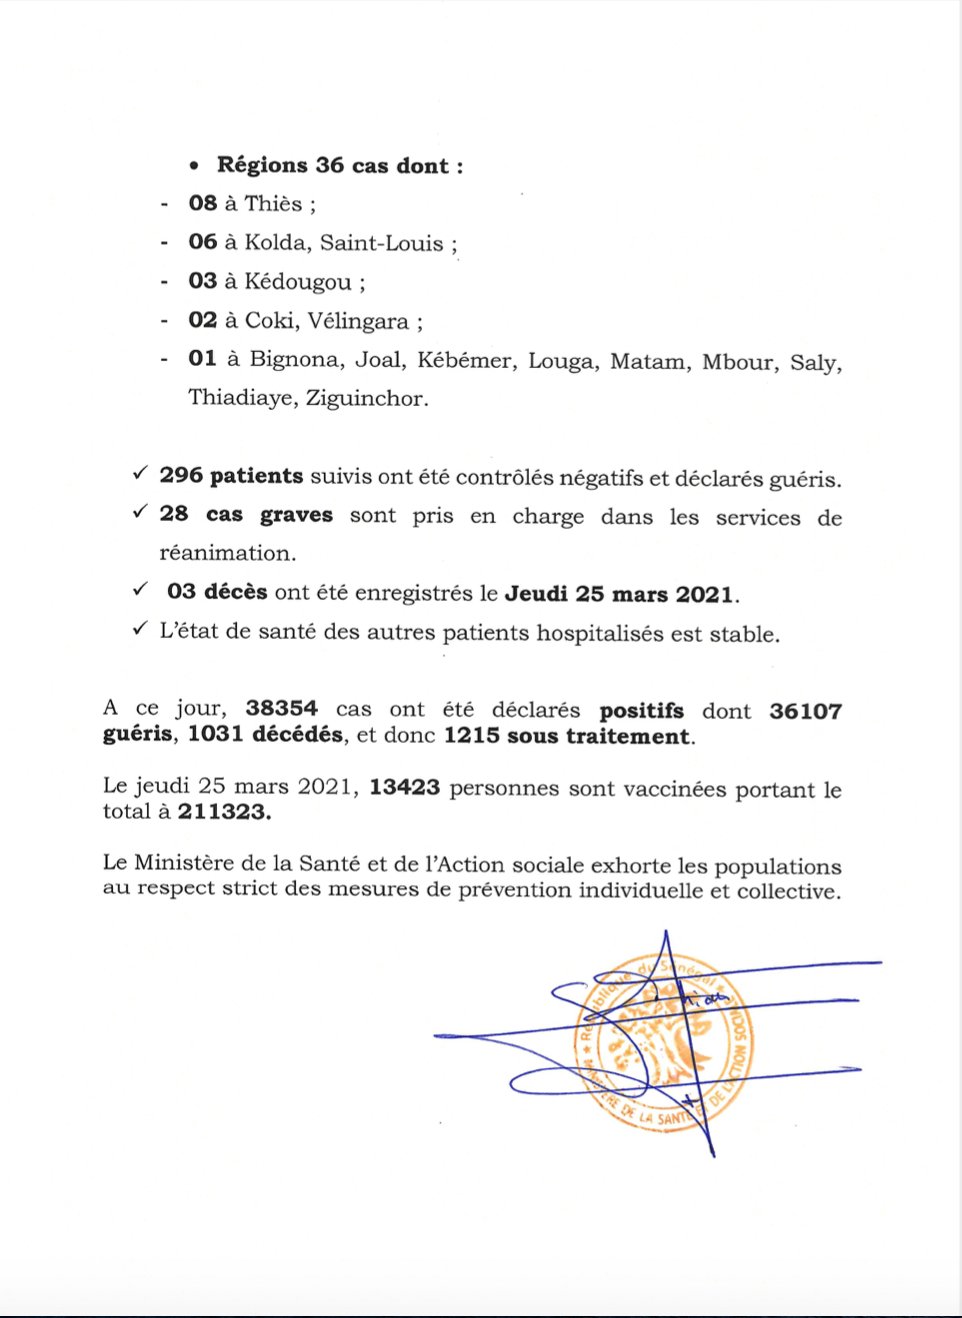 • Régions 36 cas dont :
- 08 à Thiès ;
- 06 à Kolda, Saint-Louis ;
- 03 à Kédougou ;
- 02 à Coki, Vélingara ;
- 01 à Bignona, Joal, Kébémer, Louga, Matam, Mbour, Saly,
Thiadiaye, Ziguinchor.
✓ 296 patients suivis ont été contrôlés négatifs et déclarés guéris.
✓ 28 cas graves sont pris en charge dans les services de
réanimation.
✓ 03 décès ont été enregistrés le Jeudi 25 mars 2021.
✓ L'état de santé des autres patients hospitalisés est stable.
A ce jour, 38354 cas ont été déclarés positifs dont 36107
guéris, 1031 décédés, et donc 1215 sous traitement.
Le jeudi 25 mars 2021, 13423 personnes sont vaccinées portant le
total à 211323.
Le Ministère de la Santé et de l'Action sociale exhorte les populations
au respect strict des mesures de prévention individuelle et collective.
★ République du Sénégal ★
DE LA SANTE DE L'ACTION SOCIALE